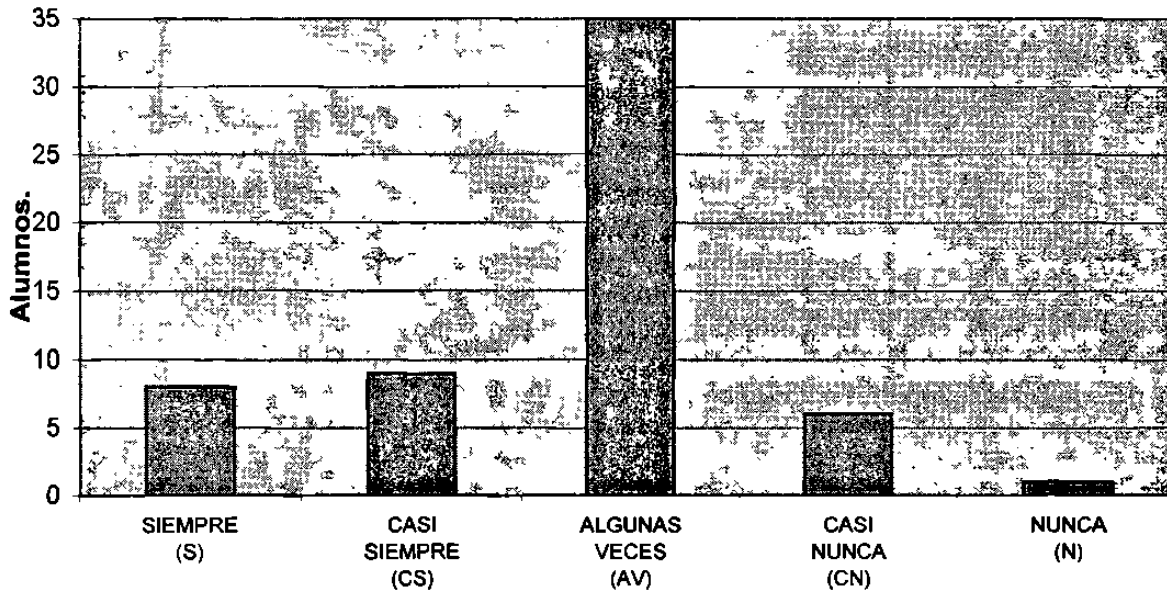 35
30
25
20
15
10
5
0
Alumnos.
SIEMPRE
(S)
CASI
SIEMPRE
(CS)
ALGUNAS
VECES
(AV)
CASI
NUNCA
(CN)
NUNCA
(N)